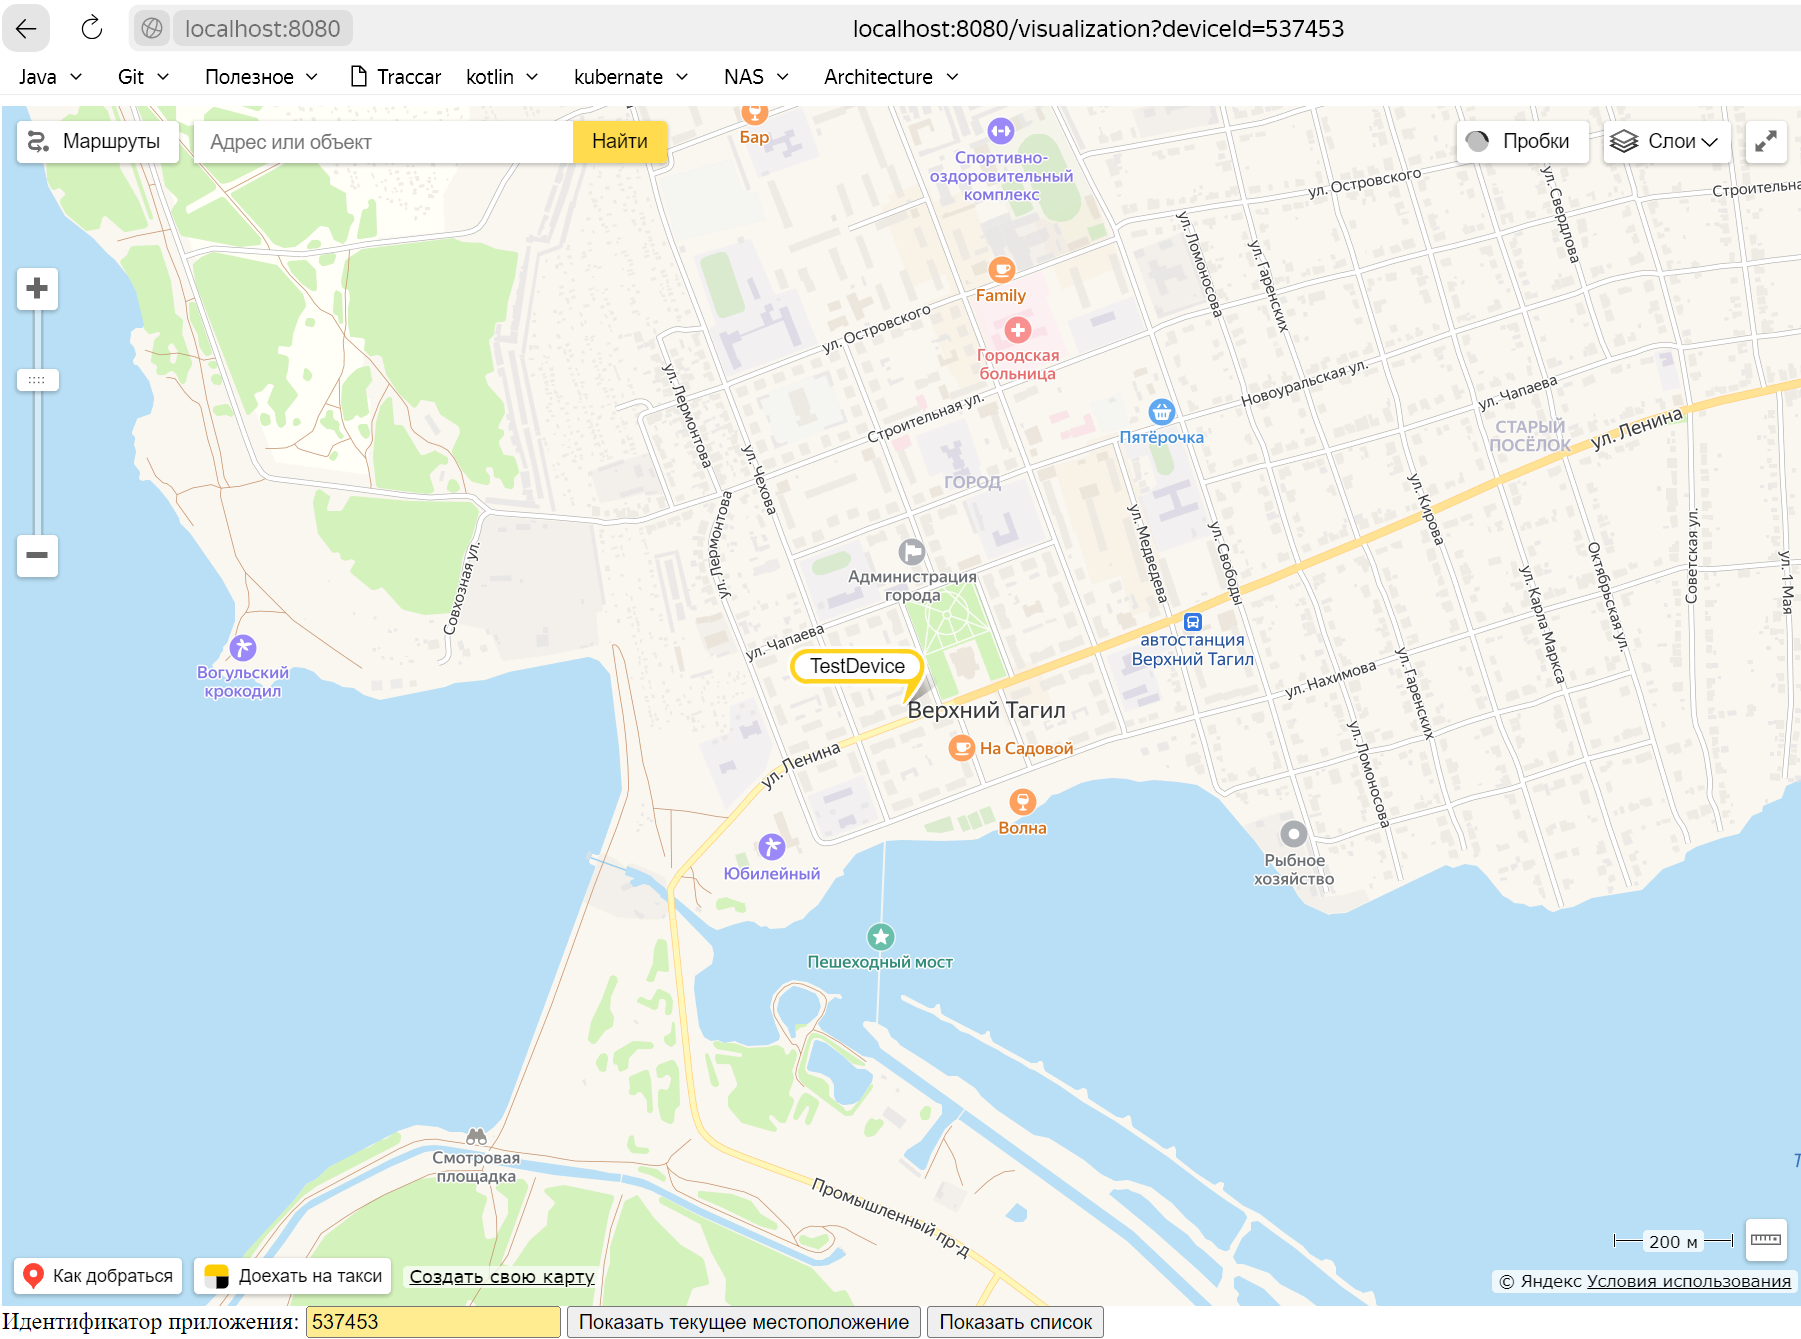 localhost:8080
localhost:8080/visualization?deviceId=537453
Java
Git
Полезное
Traccar
kotlin
kubernate
NAS
Architecture
Маршруты
Адрес или объект
Найти
Пробки
Слои
Бар
Спортивно-
оздоровительный
комплекс
ул. Островского
Строительна
ул. Свердлова
ул. Ломоносова
ул. Гаренских
Family
ул. Островского
Городская
больница
ул. Лермонтова
Строительная ул.
Новоуральская ул.
ул. Чапаева
Пятёрочка
СТАРЫЙ
ПОСЁЛОК
ул. Ленина
ул. Чехова
ГОРОД
ул. Лермонтова
ул. Медведева
ул. Свободы
ул. Кирова
Октябрьская ул.
Советская ул.
ул. 1 Мая
Совхозная ул.
Администрация
города
ул. Карла Маркса
ул. Чапаева
автостанция
Верхний Тагил
Вогульский
крокодил
TestDevice
ул. Нахимова
ул. Гаренских
Верхний Тагил
На Садовой
ул. Ленина
ул. Ломоносова
Волна
Юбилейный
Рыбное
хозяйство
Пешеходный мост
Смотровая
площадка
Промышленный пр-д
200 м
Как добраться
Доехать на такси
Создать свою карту
© Яндекс Условия использования
Идентификатор приложения:
537453
Показать текущее местоположение
Показать список